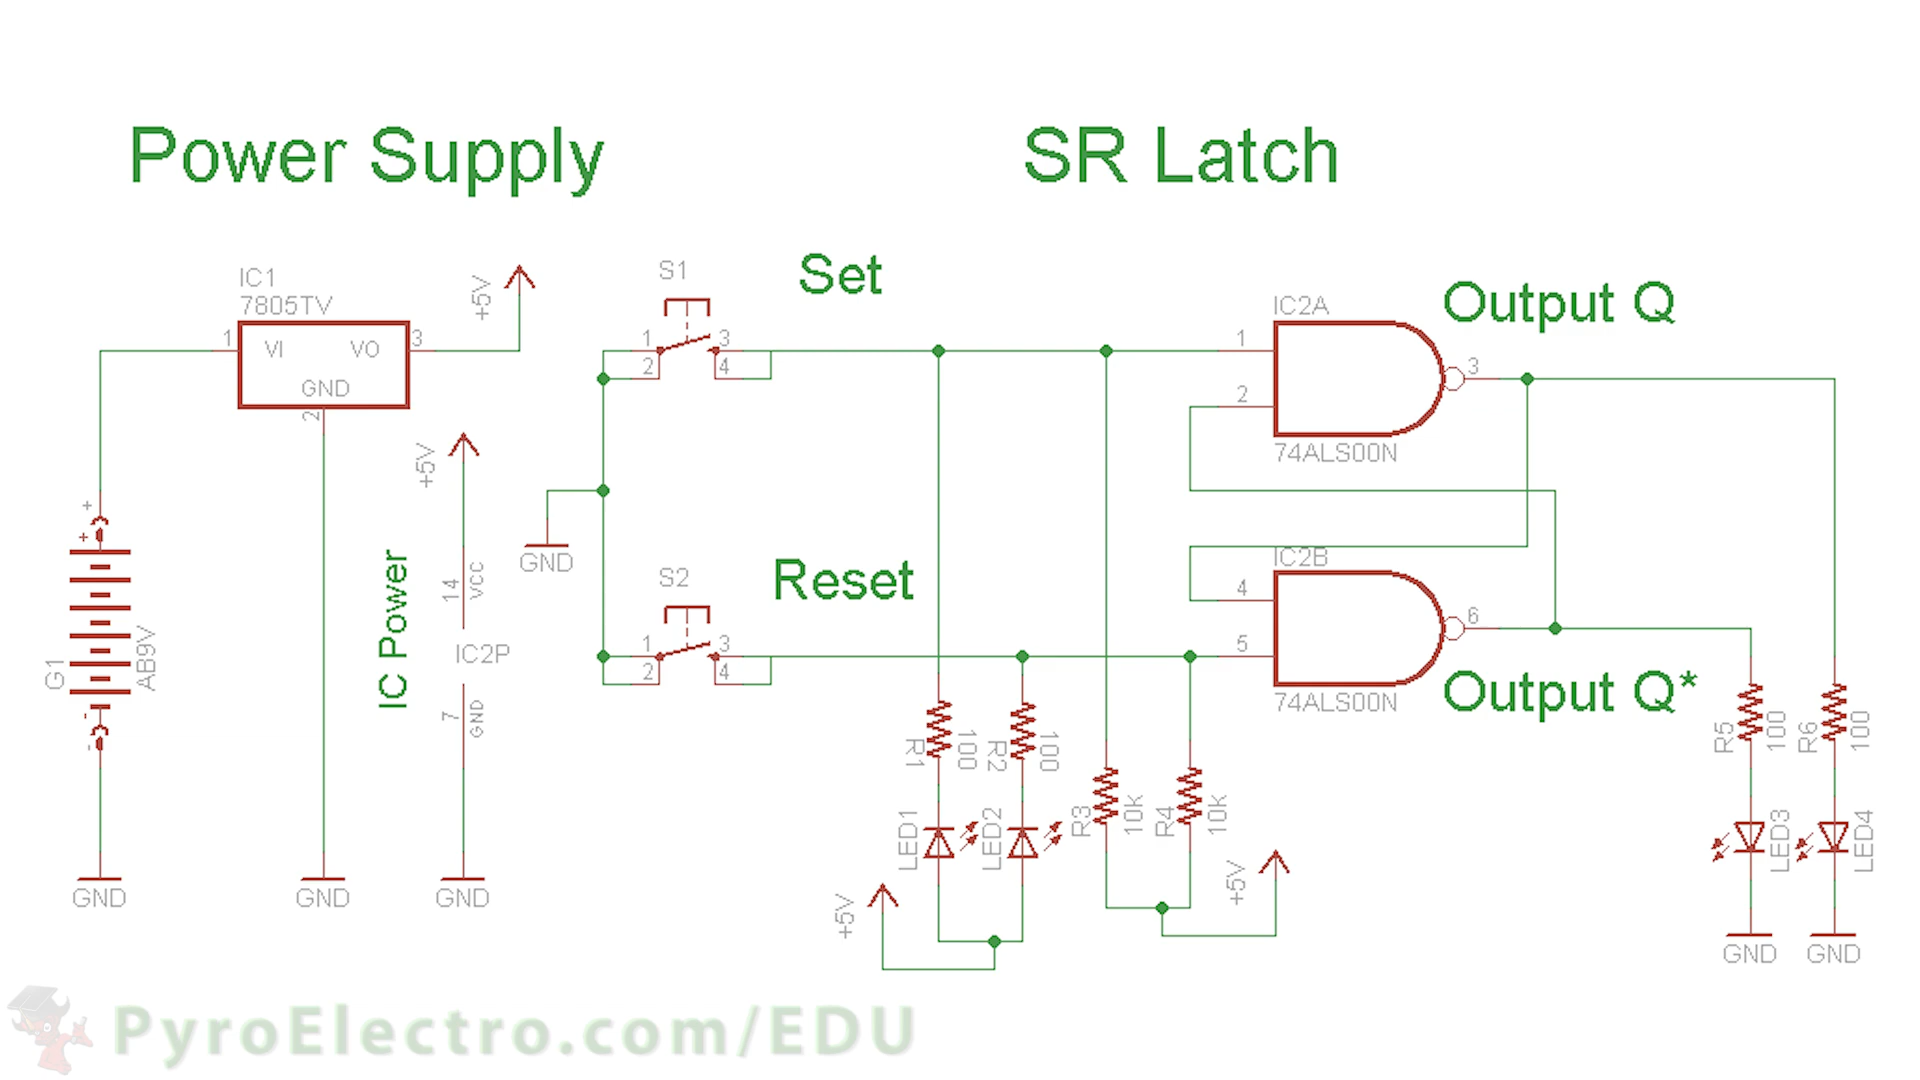 Power Supply
SR Latch
IC1
7805TV
1
VI
VO
3
GND
2
+5V
+5V
S1
1
2
3
4
Set
IC2A
1
2
3
74ALS00N
Output Q
+
+
G1
AB9V
-
-
GND
GND
IC Power
14
VCC
IC2P
7
GND
GND
GND
S2
1
2
3
4
Reset
IC2B
4
5
6
74ALS00N
Output Q*
R1
100
R2
100
R3
10k
R4
10k
R5
100
R6
100
LED1
LED2
LED3
LED4
+5V
+5V
GND
GND
PyroElectro.com/EDU